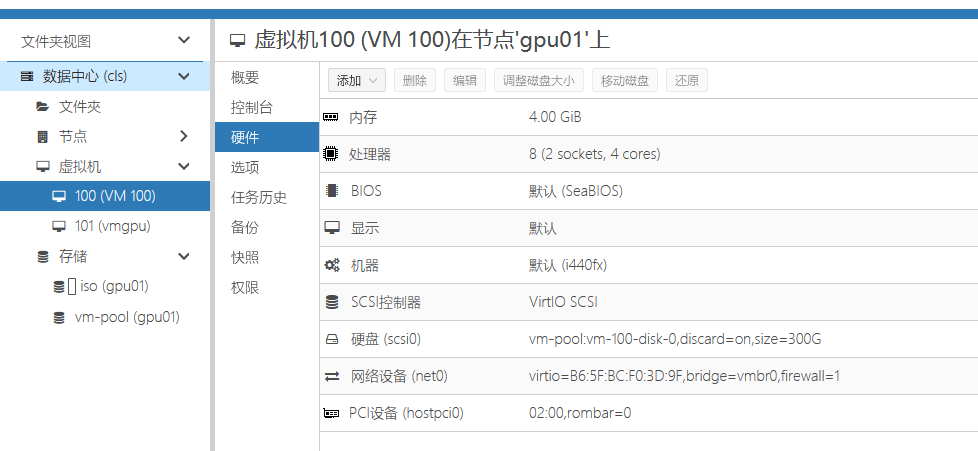 文件夹视图
数据中心 (cls)
文件夹
节点
虚拟机
100 (VM 100)
101 (vmgpu)
存储
iso (gpu01)
vm-pool (gpu01)
虚拟机100 (VM 100)在节点'gpu01'上
概要
控制台
硬件
选项
任务历史
备份
快照
权限
添加 删除 编辑 调整磁盘大小 移动磁盘 还原
内存 4.00 GiB
处理器 8 (2 sockets, 4 cores)
BIOS 默认 (SeaBIOS)
显示 默认
机器 默认 (i440fx)
SCSI控制器 VirtIO SCSI
硬盘 (scsi0) vm-pool:vm-100-disk-0,discard=on,size=300G
网络设备 (net0) virtio=B6:5F:BC:F0:3D:9F,bridge=vmbr0,firewall=1
PCI设备 (hostpci0) 02:00,rombar=0